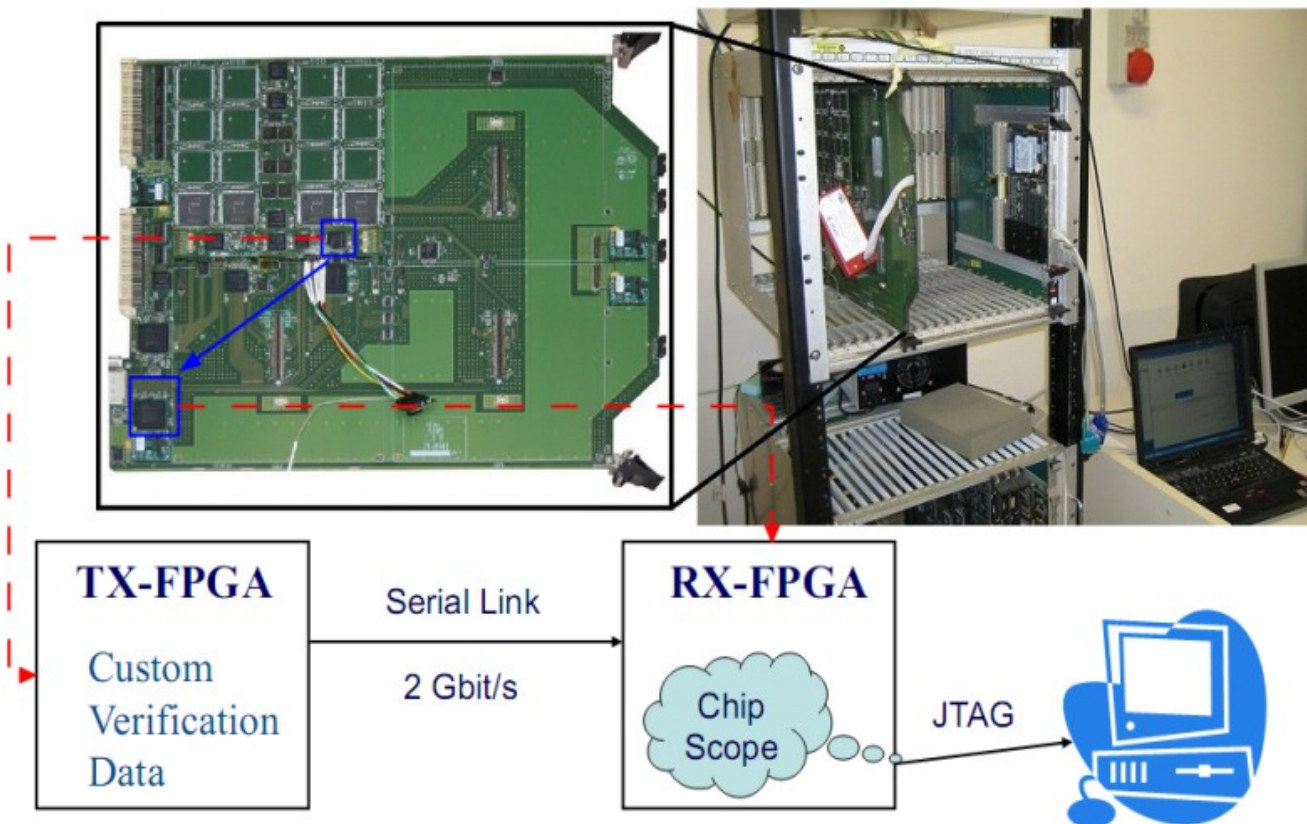 TX-FPGA
Custom
Verification
Data
Serial Link
2 Gbit/s
RX-FPGA
Chip
Scope
JTAG